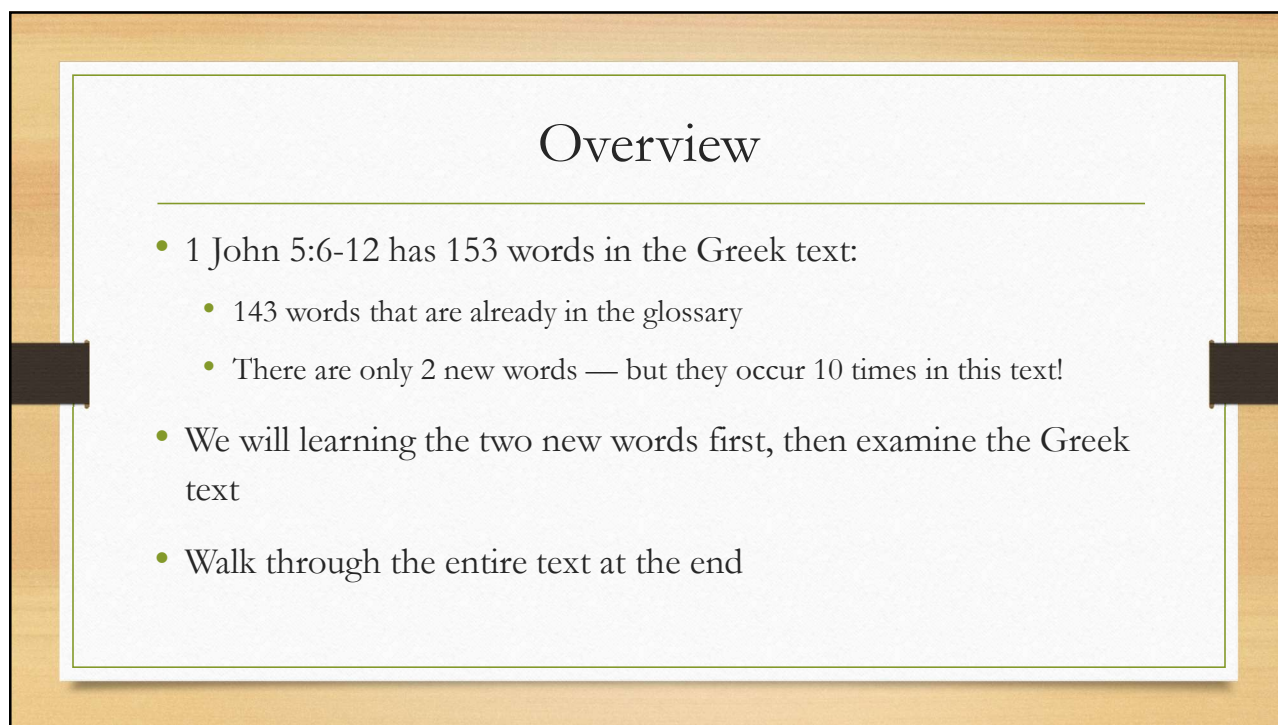 Overview
• 1 John 5:6-12 has 153 words in the Greek text:
• 143 words that are already in the glossary
• There are only 2 new words — but they occur 10 times in this text!
• We will learning the two new words first, then examine the Greek
text
• Walk through the entire text at the end